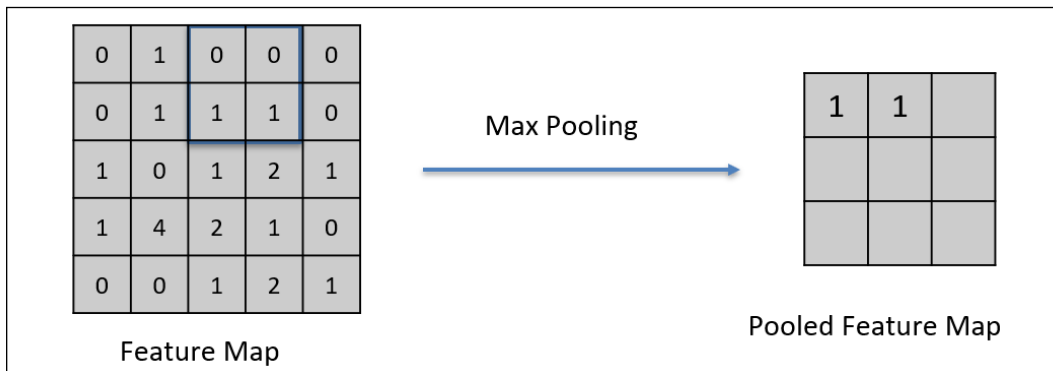 0 1 0 0 0
0 1 1 1 0
1 0 1 2 1
1 4 2 1 0
0 0 1 2 1
Feature Map
Max Pooling
1 1
Pooled Feature Map